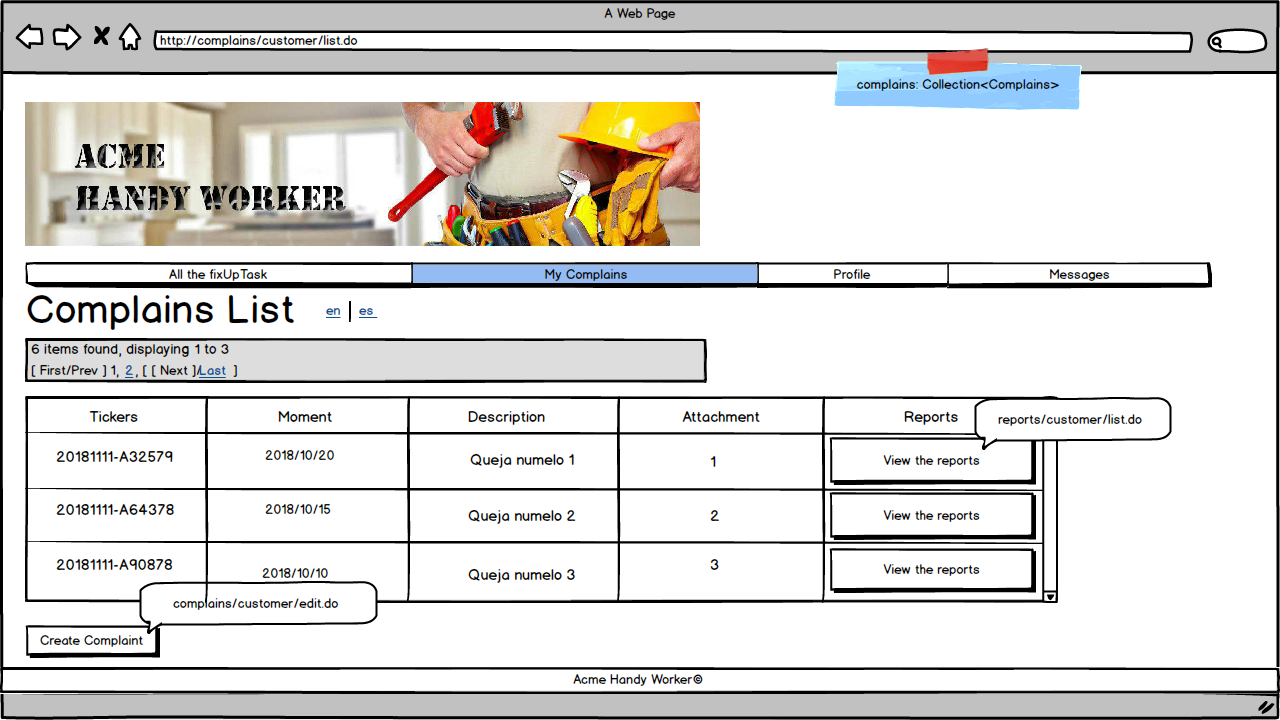 A Web Page
http://complains/customer/list.do
complains: Collection<Complains>
ACME
HANDY WORKER
All the fixUpTask
My Complains
Profile
Messages
Complains List
en | es
6 items found, displaying 1 to 3
[ First/Prev ] 1, 2, [ [ Next ]/Last ]
Tickers
Moment
Description
Attachment
Reports
reports/customer/list.do
20181111-A32579
2018/10/20
Queja numelo 1
1
View the reports
20181111-A64378
2018/10/15
Queja numelo 2
2
View the reports
20181111-A90878
2018/10/10
Queja numelo 3
3
View the reports
complains/customer/edit.do
Create Complaint
Acme Handy Worker©